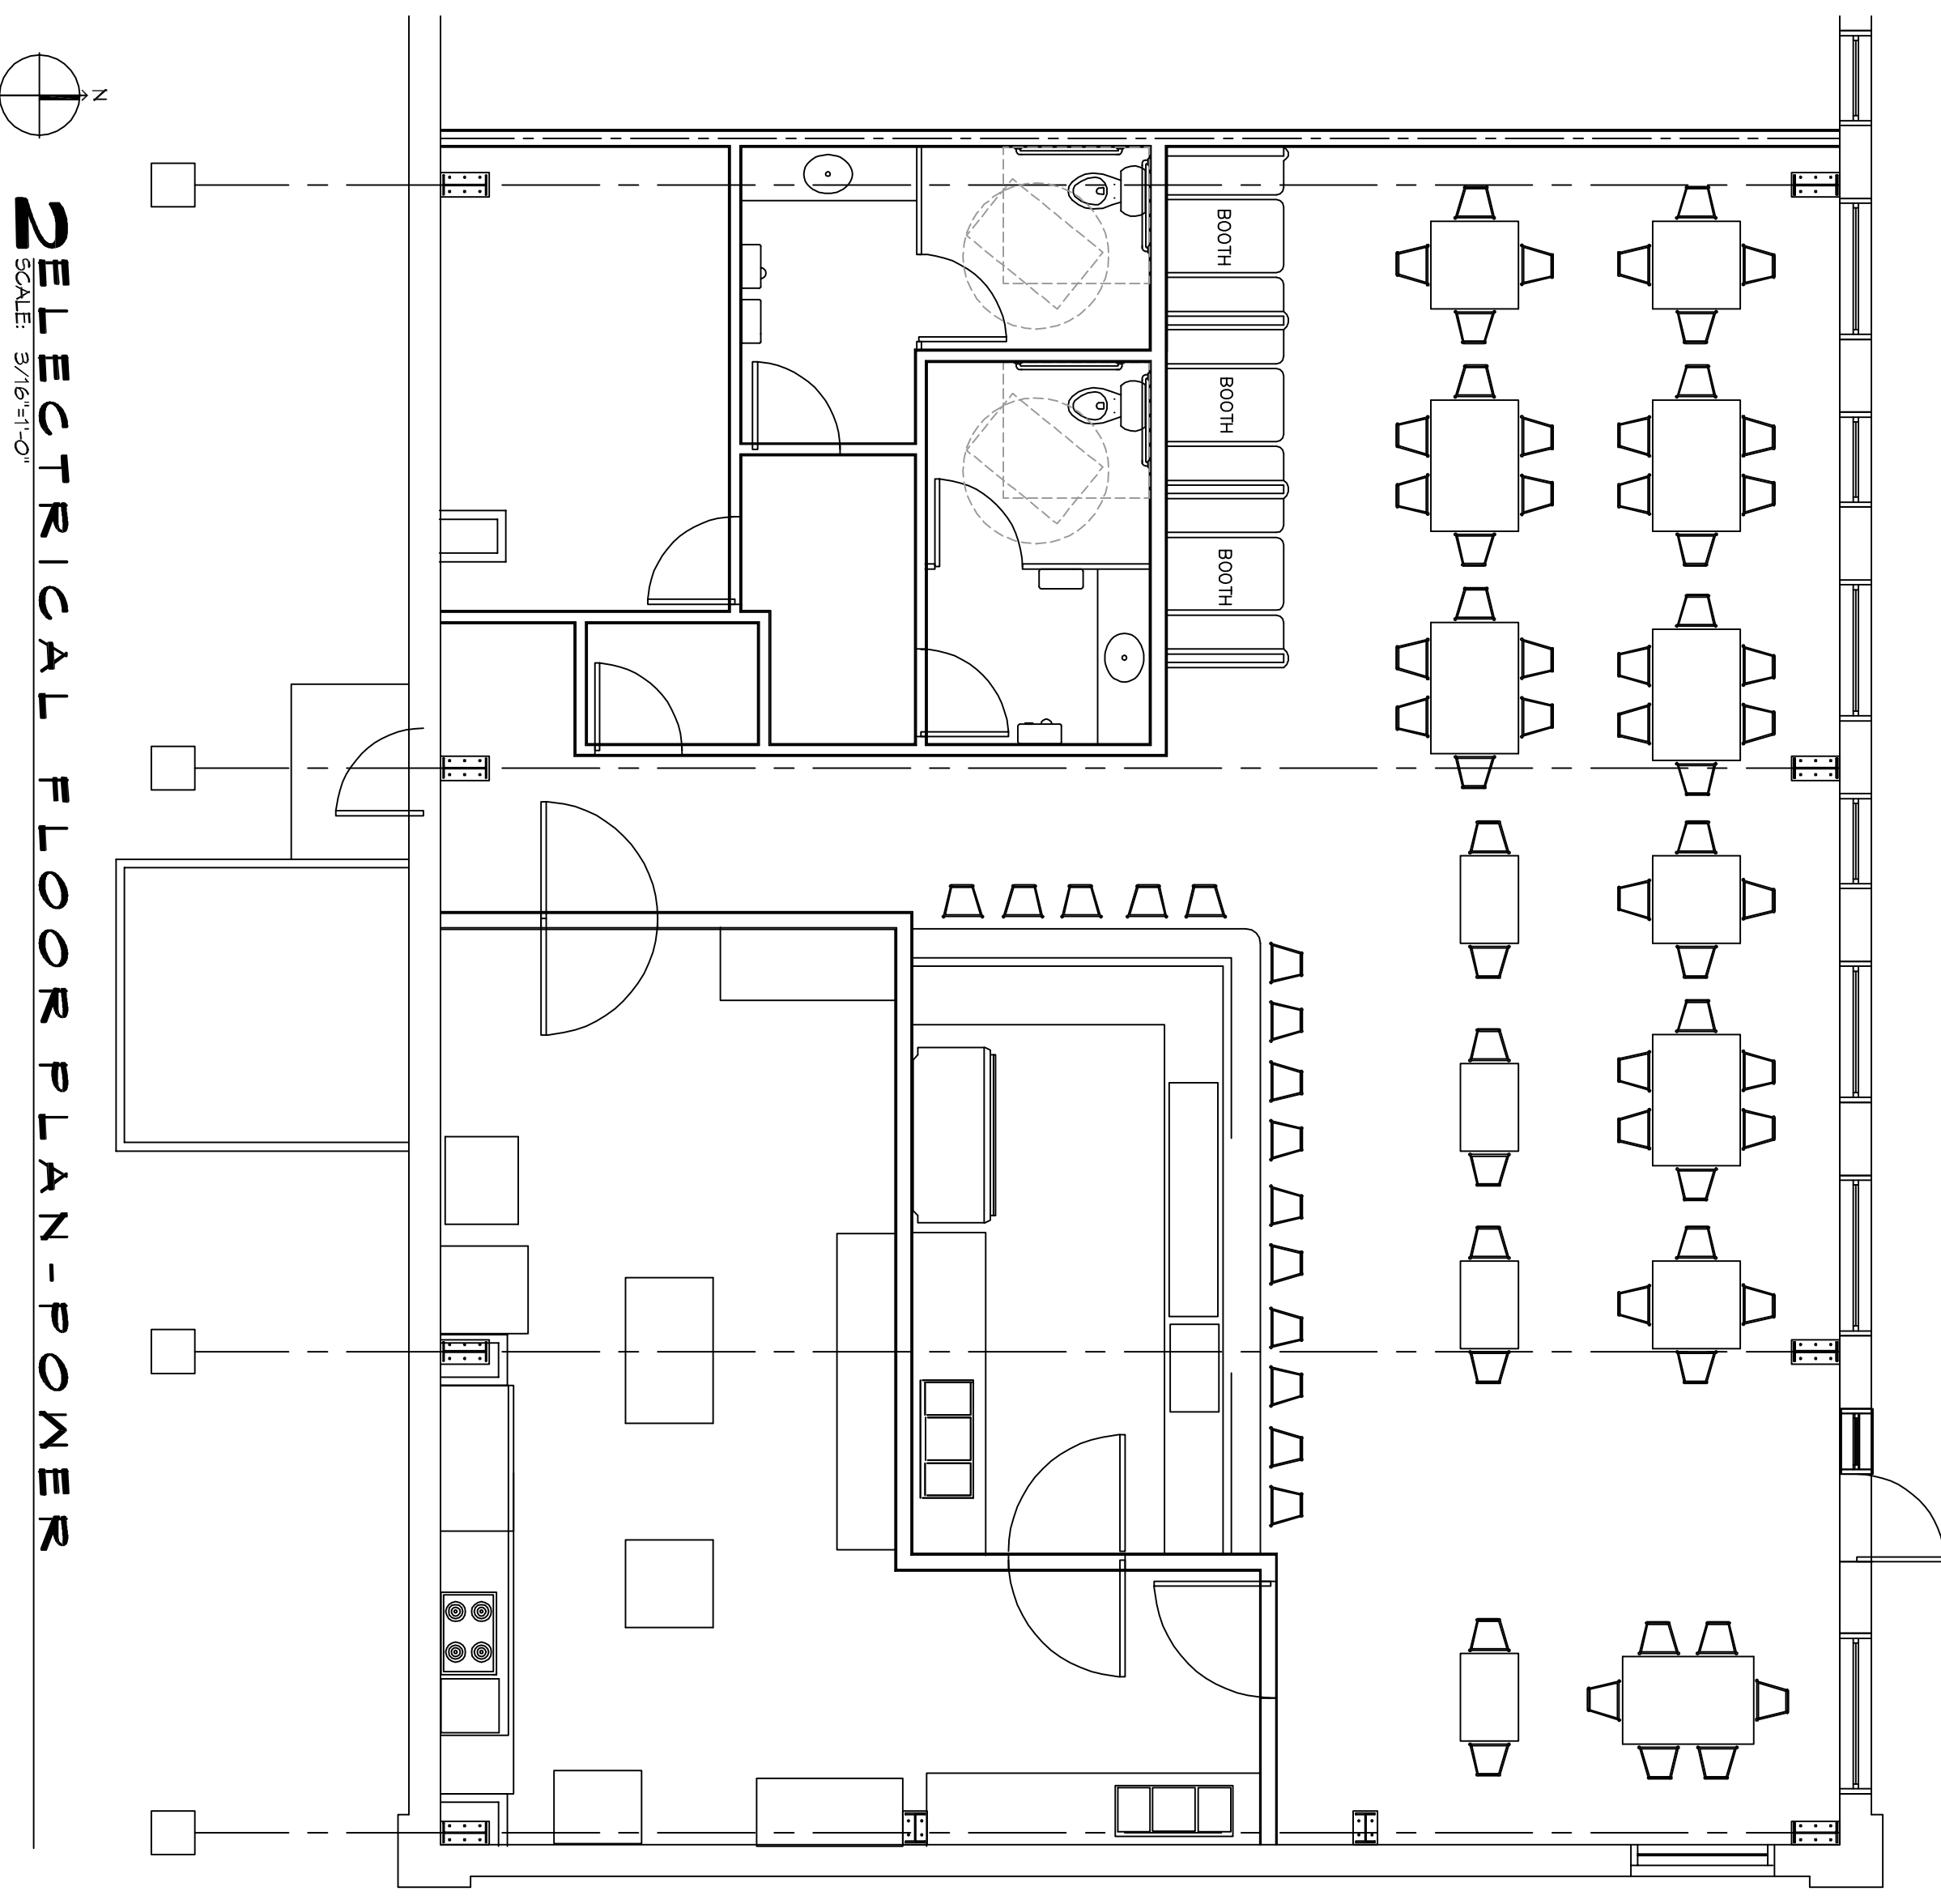 N
2 ELECTRICAL FLOOR PLAN-POWER
SCALE: 3/16"=1'-0"
BOOTH
BOOTH
BOOTH